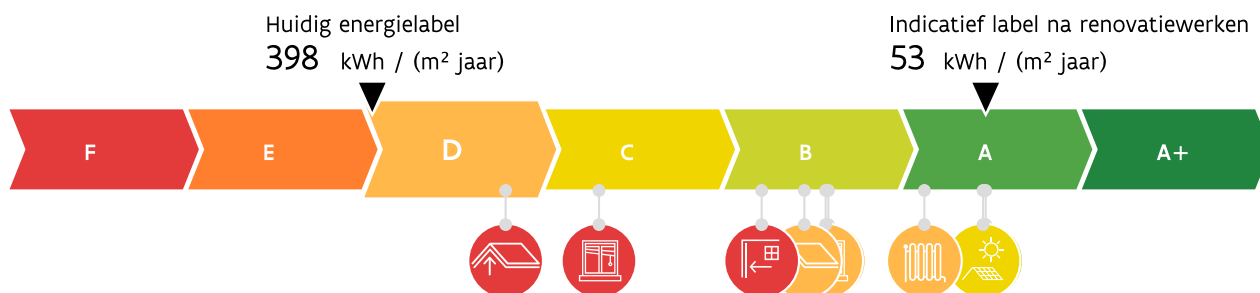 Huidig energielabel
398 kWh / (m² jaar)
Indicatief label na renovatiewerken
53 kWh / (m² jaar)
F E D C B A A+